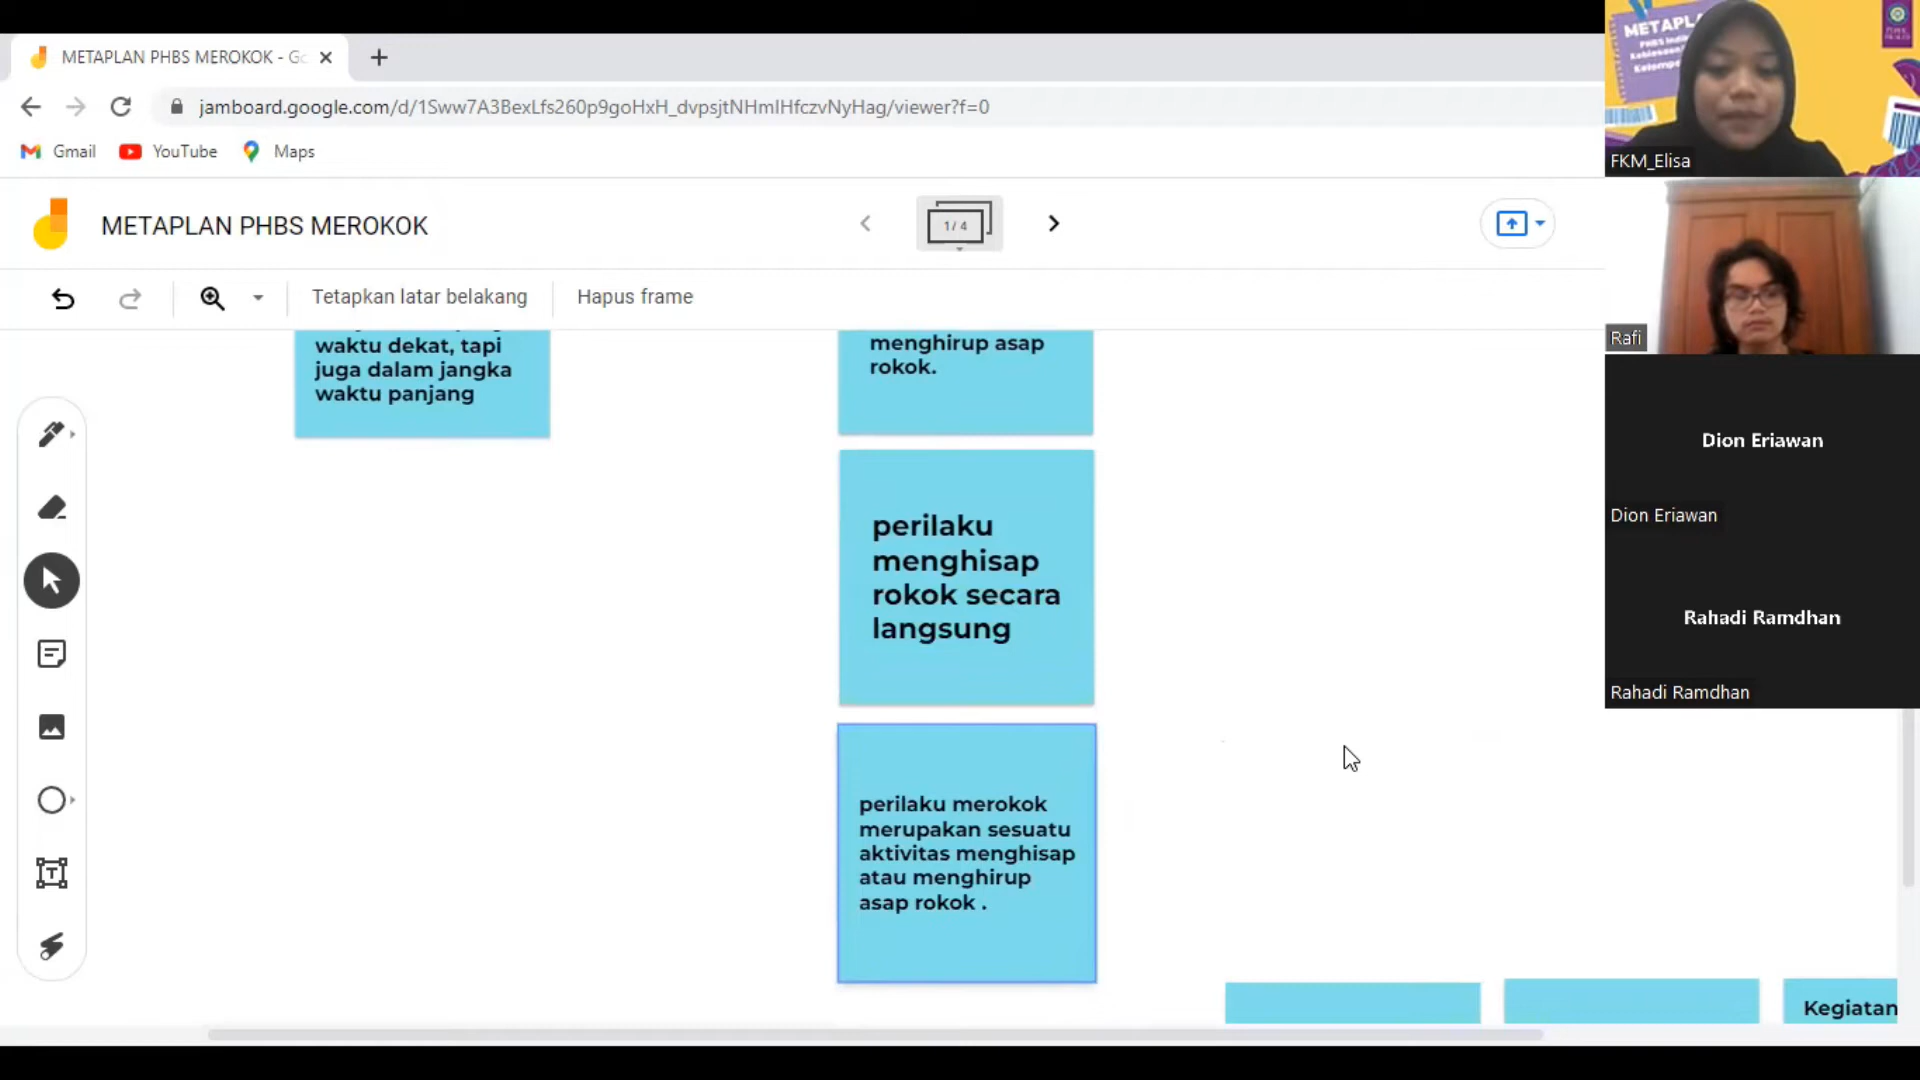 METAPLAN PHBS MEROKOK - Go
jamboard.google.com/d/1Sww7A3BexLfs260p9goHxH_dvpsjtNHmIHfczvNyHag/viewer?f=0
Gmail
YouTube
Maps
METAPLAN PHBS MEROKOK
1/4
Tetapkan latar belakang
Hapus frame
waktu dekat, tapi
juga dalam jangka
waktu panjang
menghirup asap
rokok.
perilaku
menghisap
rokok secara
langsung
perilaku merokok
merupakan sesuatu
aktivitas menghisap
atau menghirup
asap rokok .
Kegiatan
FKM_Elisa
Rafi
Dion Eriawan
Dion Eriawan
Rahadi Ramdhan
Rahadi Ramdhan